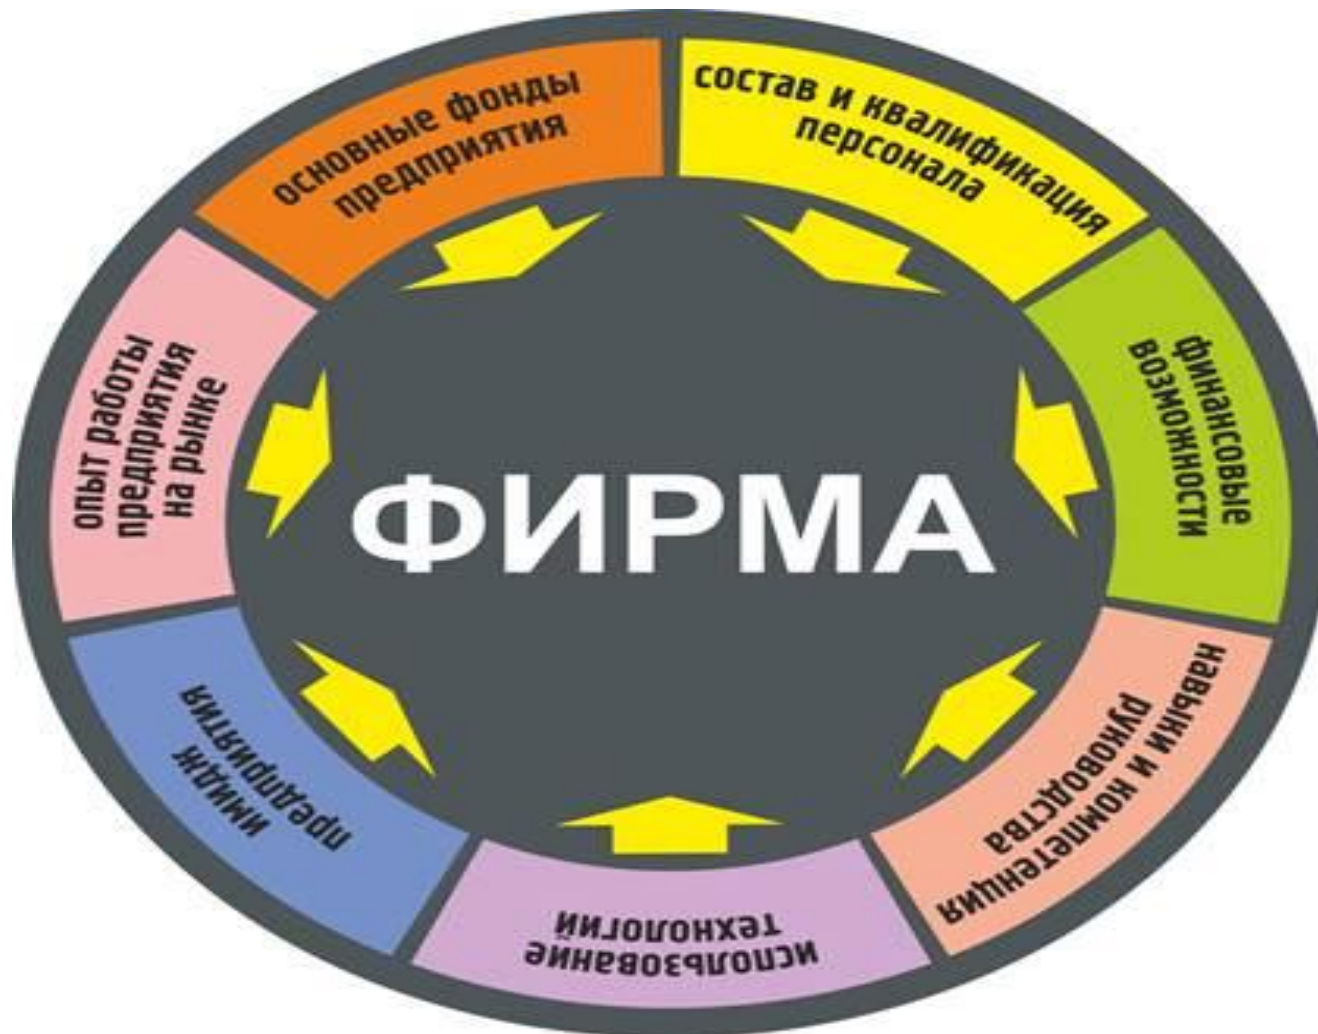 основные фонды
предприятия
состав и квалификация
персонала
финансовые
возможности
навыки и компетенция
руководства
использование
технологий
имидж
предприятия
опыт работы
предприятия
на рынке
ФИРМА